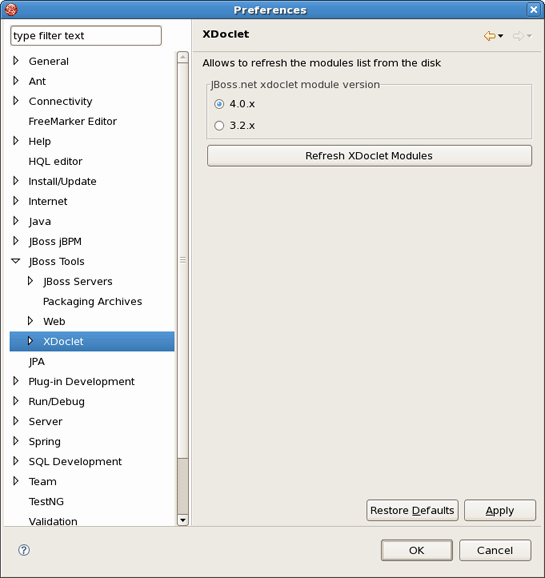 Preferences
type filter text
General
Ant
Connectivity
FreeMarker Editor
Help
HQL editor
Install/Update
Internet
Java
JBoss jBPM
JBoss Tools
JBoss Servers
Packaging Archives
Web
XDoclet
JPA
Plug-in Development
Run/Debug
Server
Spring
SQL Development
Team
TestNG
Validation
XDoclet
Allows to refresh the modules list from the disk
JBoss.net xdoclet module version
4.0.x
3.2.x
Refresh XDoclet Modules
Restore Defaults
Apply
?
OK
Cancel